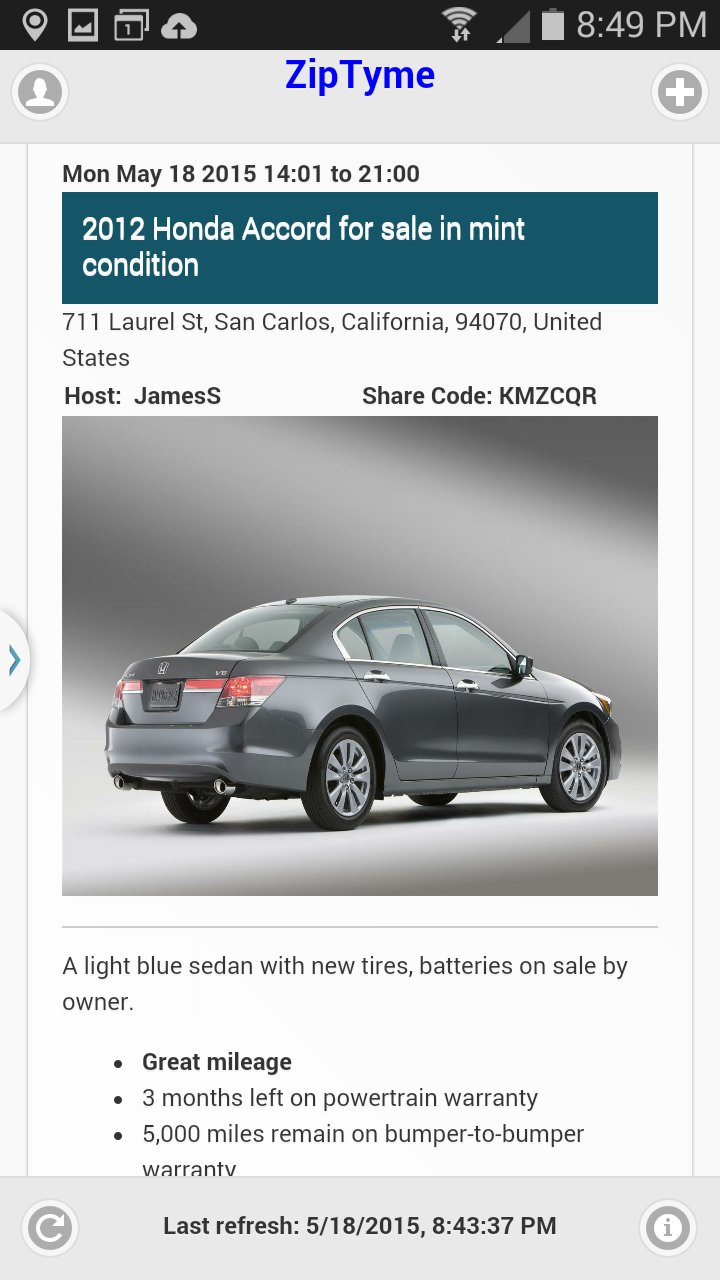 8:49 PM
ZipTyme
Mon May 18 2015 14:01 to 21:00
2012 Honda Accord for sale in mint
condition
711 Laurel St, San Carlos, California, 94070, United
States
Host: JamesS Share Code: KMZCQR
V6
A light blue sedan with new tires, batteries on sale by
owner.
Great mileage
3 months left on powertrain warranty
5,000 miles remain on bumper-to-bumper
warranty
Last refresh: 5/18/2015, 8:43:37 PM